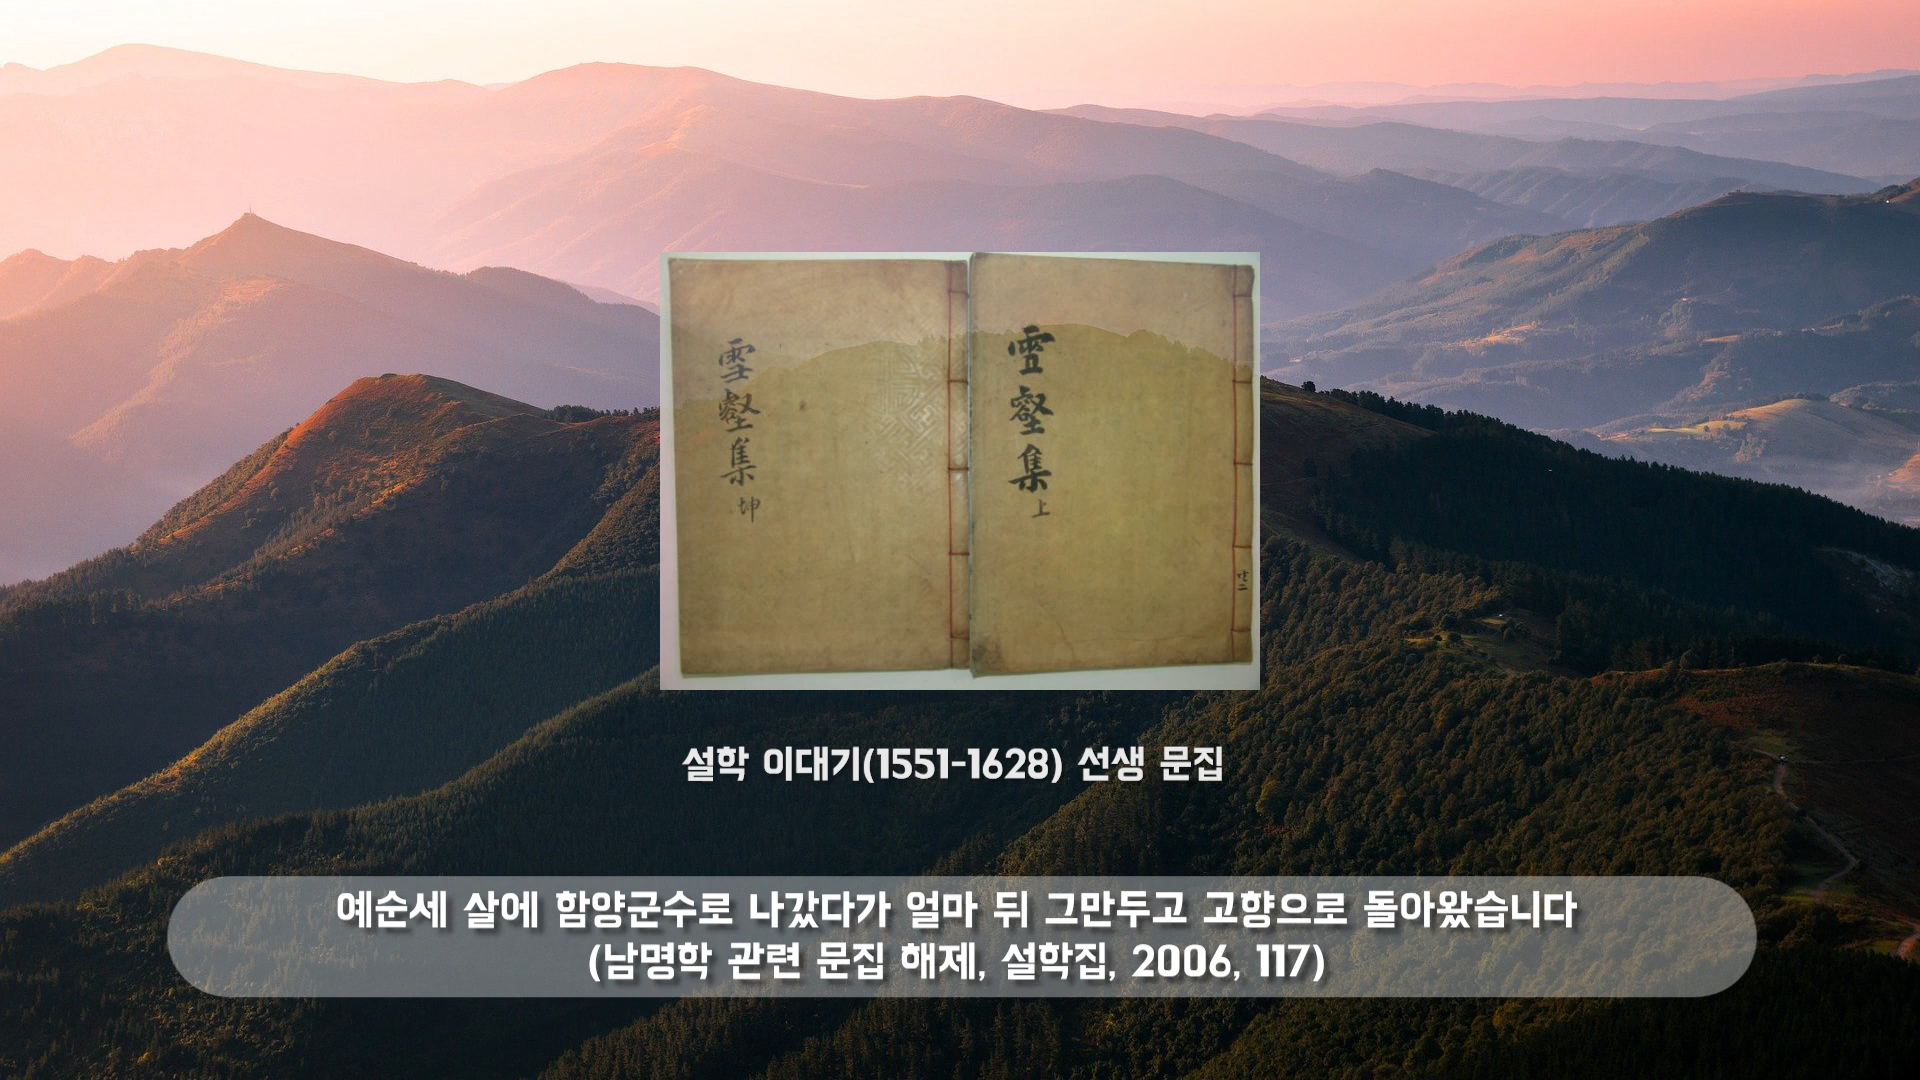 雪壑集
坤
雪壑集
上
설학 이대기(1551-1628) 선생 문집
예순세 살에 함양군수로 나갔다가 얼마 뒤 그만두고 고향으로 돌아왔습니다
(남명학 관련 문집 해제, 설학집, 2006, 117)